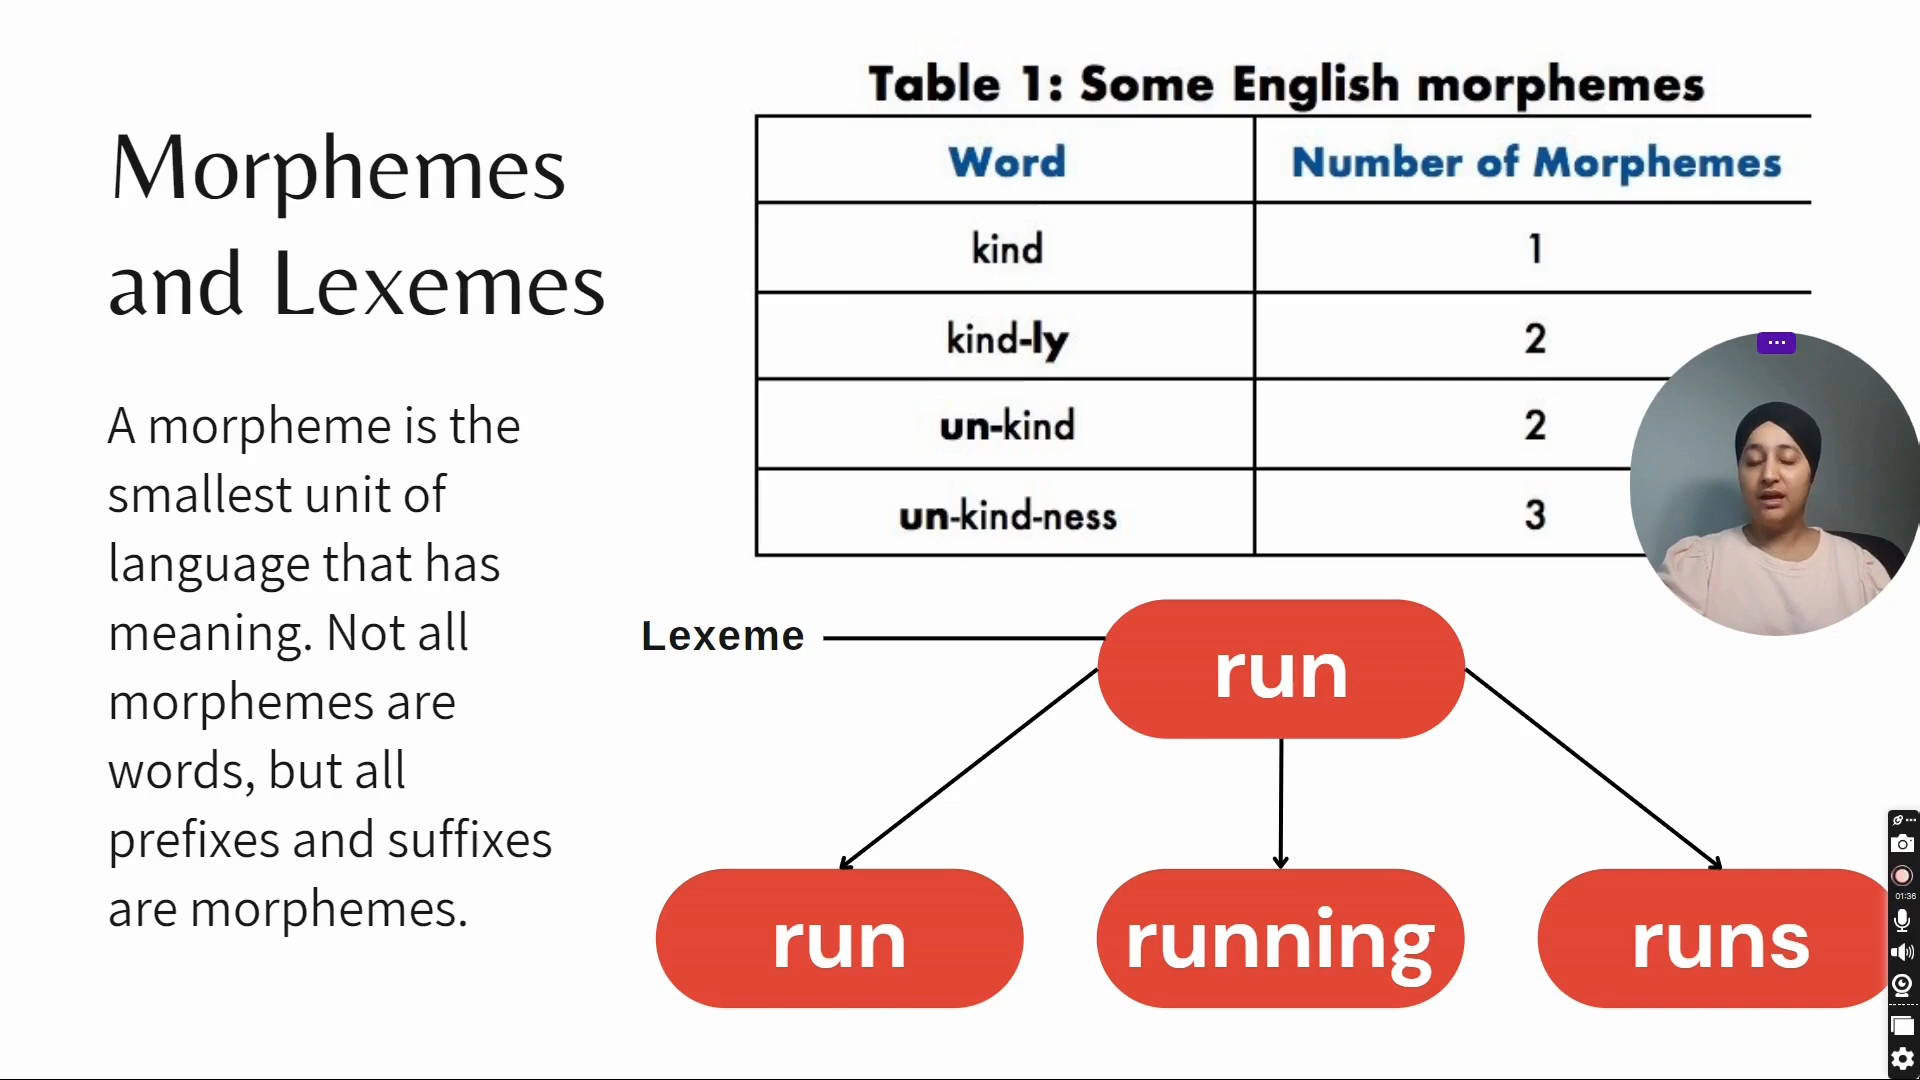 Morphemes
and Lexemes
A morpheme is the
smallest unit of
language that has
meaning. Not all
morphemes are
words, but all
prefixes and suffixes
are morphemes.
Table 1: Some English morphemes
Word Number of Morphemes
kind 1
kind-ly 2
un-kind 2
un-kind-ness 3
Lexeme
run
run running runs
01:36